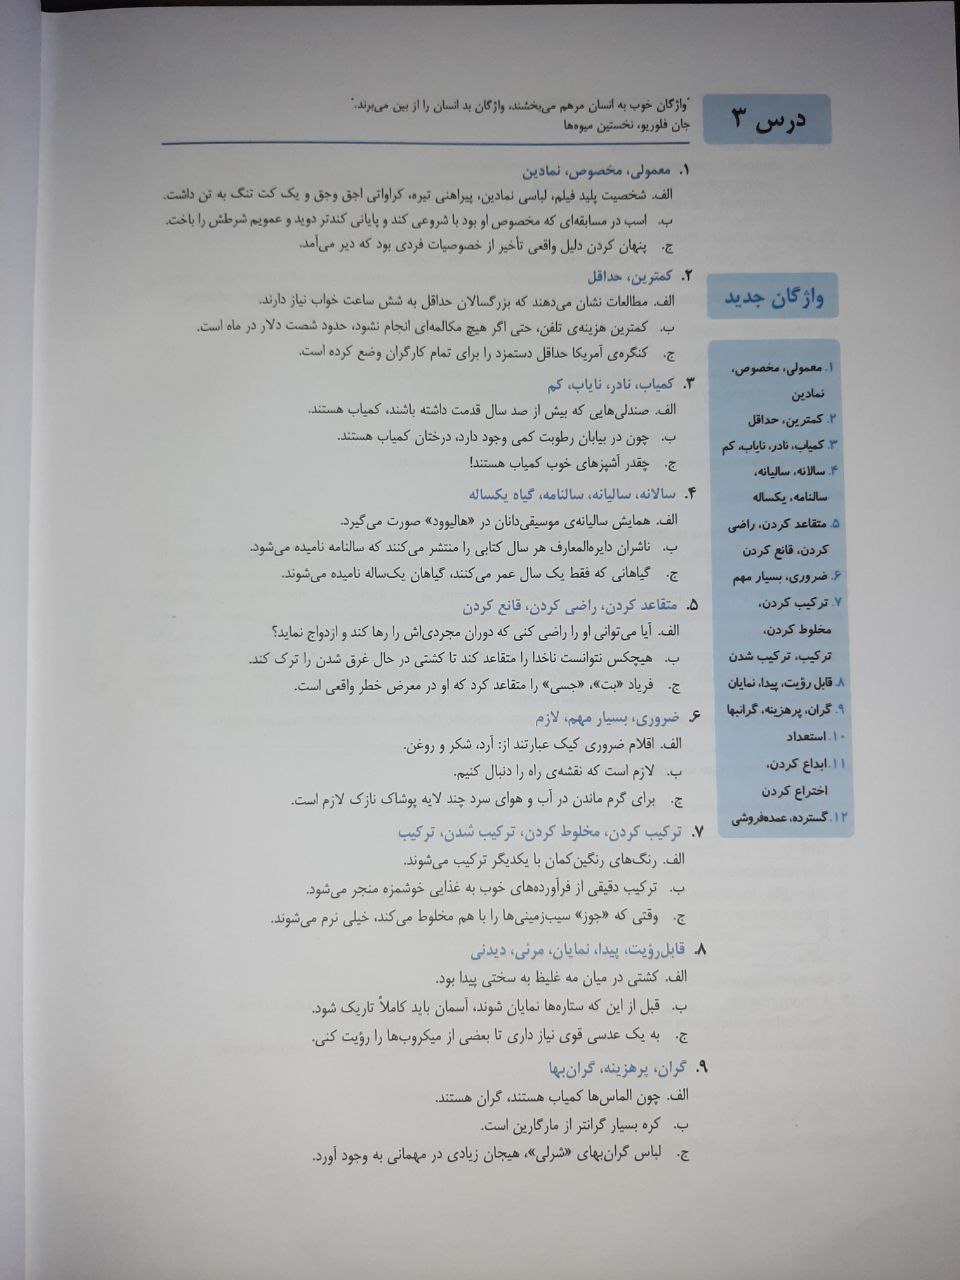 درس ۳
"واژگان خوب به انسان مرهم می‌بخشند، واژگان بد انسان را از بین می‌برند."
جان فلوریو، نخستین میوه‌ها
۱. معمولی، مخصوص، نمادین
الف. شخصیت پلید فیلم، لباسی نمادین، پیراهنی تیره، کراواتی اجق وجق و یک کت تنگ به تن داشت.
ب. اسب در مسابقه‌ای که مخصوص او بود با شروعی کند و پایانی کندتر دوید و عمویم شرطش را باخت.
ج. پنهان کردن دلیل واقعی تأخیر از خصوصیات فردی بود که دیر می‌آمد.
۲. کمترین، حداقل
الف. مطالعات نشان می‌دهند که بزرگسالان حداقل به شش ساعت خواب نیاز دارند.
ب. کمترین هزینه‌ی تلفن، حتی اگر هیچ مکالمه‌ای انجام نشود، حدود شصت دلار در ماه است.
ج. کنگره‌ی آمریکا حداقل دستمزد را برای تمام کارگران وضع کرده است.
۳. کمیاب، نادر، نایاب، کم
الف. صندلی‌هایی که بیش از صد سال قدمت داشته باشند، کمیاب هستند.
ب. چون در بیابان رطوبت کمی وجود دارد، درختان کمیاب هستند.
ج. چقدر آشپزهای خوب کمیاب هستند!
۴. سالانه، سالیانه، سالنامه، گیاه یکساله
الف. همایش سالیانه‌ی موسیقی‌دانان در «هالیوود» صورت می‌گیرد.
ب. ناشران دایره‌المعارف هر سال کتابی را منتشر می‌کنند که سالنامه نامیده می‌شود.
ج. گیاهانی که فقط یک سال عمر می‌کنند، گیاهان یک‌ساله نامیده می‌شوند.
۵. متقاعد کردن، راضی کردن، قانع کردن
الف. آیا می‌توانی او را راضی کنی که دوران مجردی‌اش را رها کند و ازدواج نماید؟
ب. هیچکس نتوانست ناخدا را متقاعد کند تا کشتی در حال غرق شدن را ترک کند.
ج. فریاد «بت»، «جسی» را متقاعد کرد که او در معرض خطر واقعی است.
۶. ضروری، بسیار مهم، لازم
الف. اقلام ضروری کیک عبارتند از: آرد، شکر و روغن.
ب. لازم است که نقشه‌ی راه را دنبال کنیم.
ج. برای گرم ماندن در آب و هوای سرد چند لایه پوشاک نازک لازم است.
۷. ترکیب کردن، مخلوط کردن، ترکیب شدن، ترکیب
الف. رنگ‌های رنگین‌کمان با یکدیگر ترکیب می‌شوند.
ب. ترکیب دقیقی از فرآورده‌های خوب به غذایی خوشمزه منجر می‌شود.
ج. وقتی که «جوز» سیب‌زمینی‌ها را با هم مخلوط می‌کند، خیلی نرم می‌شوند.
۸. قابل‌رؤیت، پیدا، نمایان، مرئی، دیدنی
الف. کشتی در میان مه غلیظ به سختی پیدا بود.
ب. قبل از این که ستاره‌ها نمایان شوند، آسمان باید کاملاً تاریک شود.
ج. به یک عدسی قوی نیاز داری تا بعضی از میکروب‌ها را رؤیت کنی.
۹. گران، پرهزینه، گران‌بها
الف. چون الماس‌ها کمیاب هستند، گران هستند.
ب. کره بسیار گرانتر از مارگارین است.
ج. لباس گران‌بهای «شرلی»، هیجان زیادی در مهمانی به وجود آورد.
واژگان جدید
۱. معمولی، مخصوص،
نمادین
۲. کمترین، حداقل
۳. کمیاب، نادر، نایاب، کم
۴. سالانه، سالیانه،
سالنامه، یکساله
۵. متقاعد کردن، راضی
کردن، قانع کردن
۶. ضروری، بسیار مهم
۷. ترکیب کردن،
مخلوط کردن،
ترکیب، ترکیب شدن
۸. قابل رؤیت، پیدا، نمایان
۹. گران، پرهزینه، گرانبها
۱۰. استعداد
۱۱. ابداع کردن،
اختراع کردن
۱۲. گسترده، عمده‌فروشی